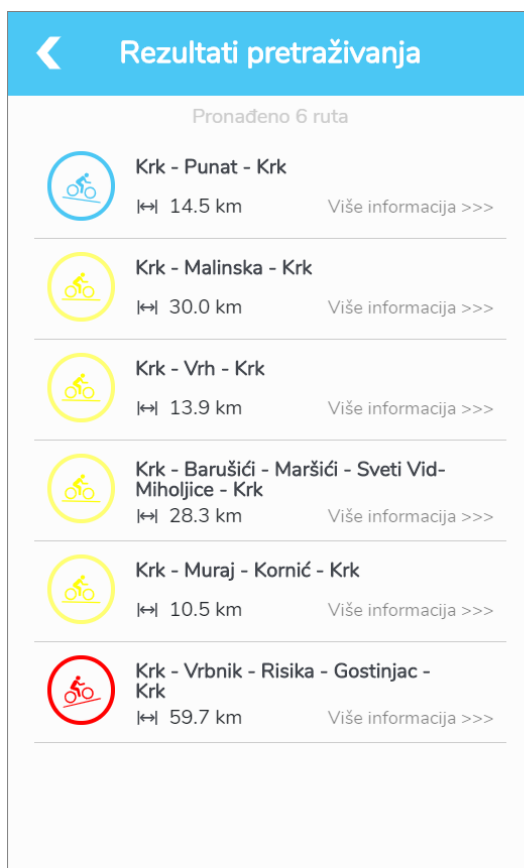 Rezultati pretraživanja
Pronađeno 6 ruta
Krk - Punat - Krk
14.5 km Više informacija >>>
Krk - Malinska - Krk
30.0 km Više informacija >>>
Krk - Vrh - Krk
13.9 km Više informacija >>>
Krk - Barušići - Maršići - Sveti Vid-
Miholjice - Krk
28.3 km Više informacija >>>
Krk - Muraj - Kornić - Krk
10.5 km Više informacija >>>
Krk - Vrbnik - Risika - Gostinjac -
Krk
59.7 km Više informacija >>>